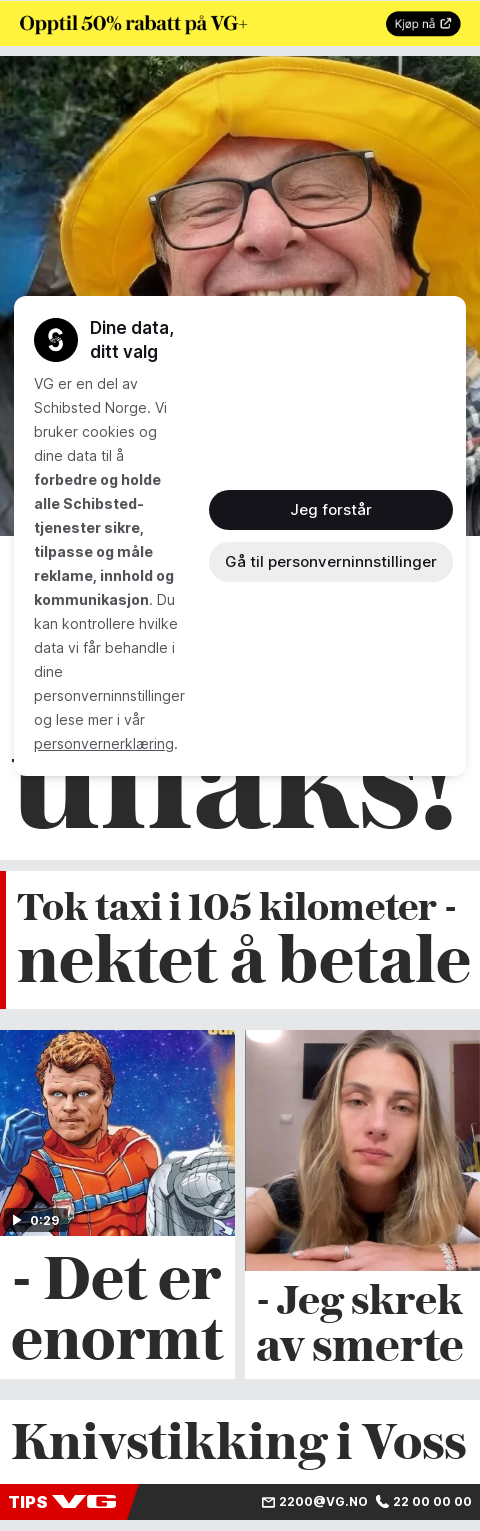 Opptil 50% rabatt på VG+
Kjøp nå
Dine data,
ditt valg
VG er en del av
Schibsted Norge. Vi
bruker cookies og
dine data til å
forbedre og holde
alle Schibsted-
tjenester sikre,
tilpasse og måle
reklame, innhold og
kommunikasjon. Du
kan kontrollere hvilke
data vi får behandle i
dine
personverninnstillinger
og lese mer i vår
personvernerklæring.
Jeg forstår
Gå til personverninnstillinger
Tok taxi i 105 kilometer -
nektet å betale
0:29
- Det er
enormt
- Jeg skrek
av smerte
Knivstikking i Voss
TIPS VG
2200@VG.NO
22 00 00 00